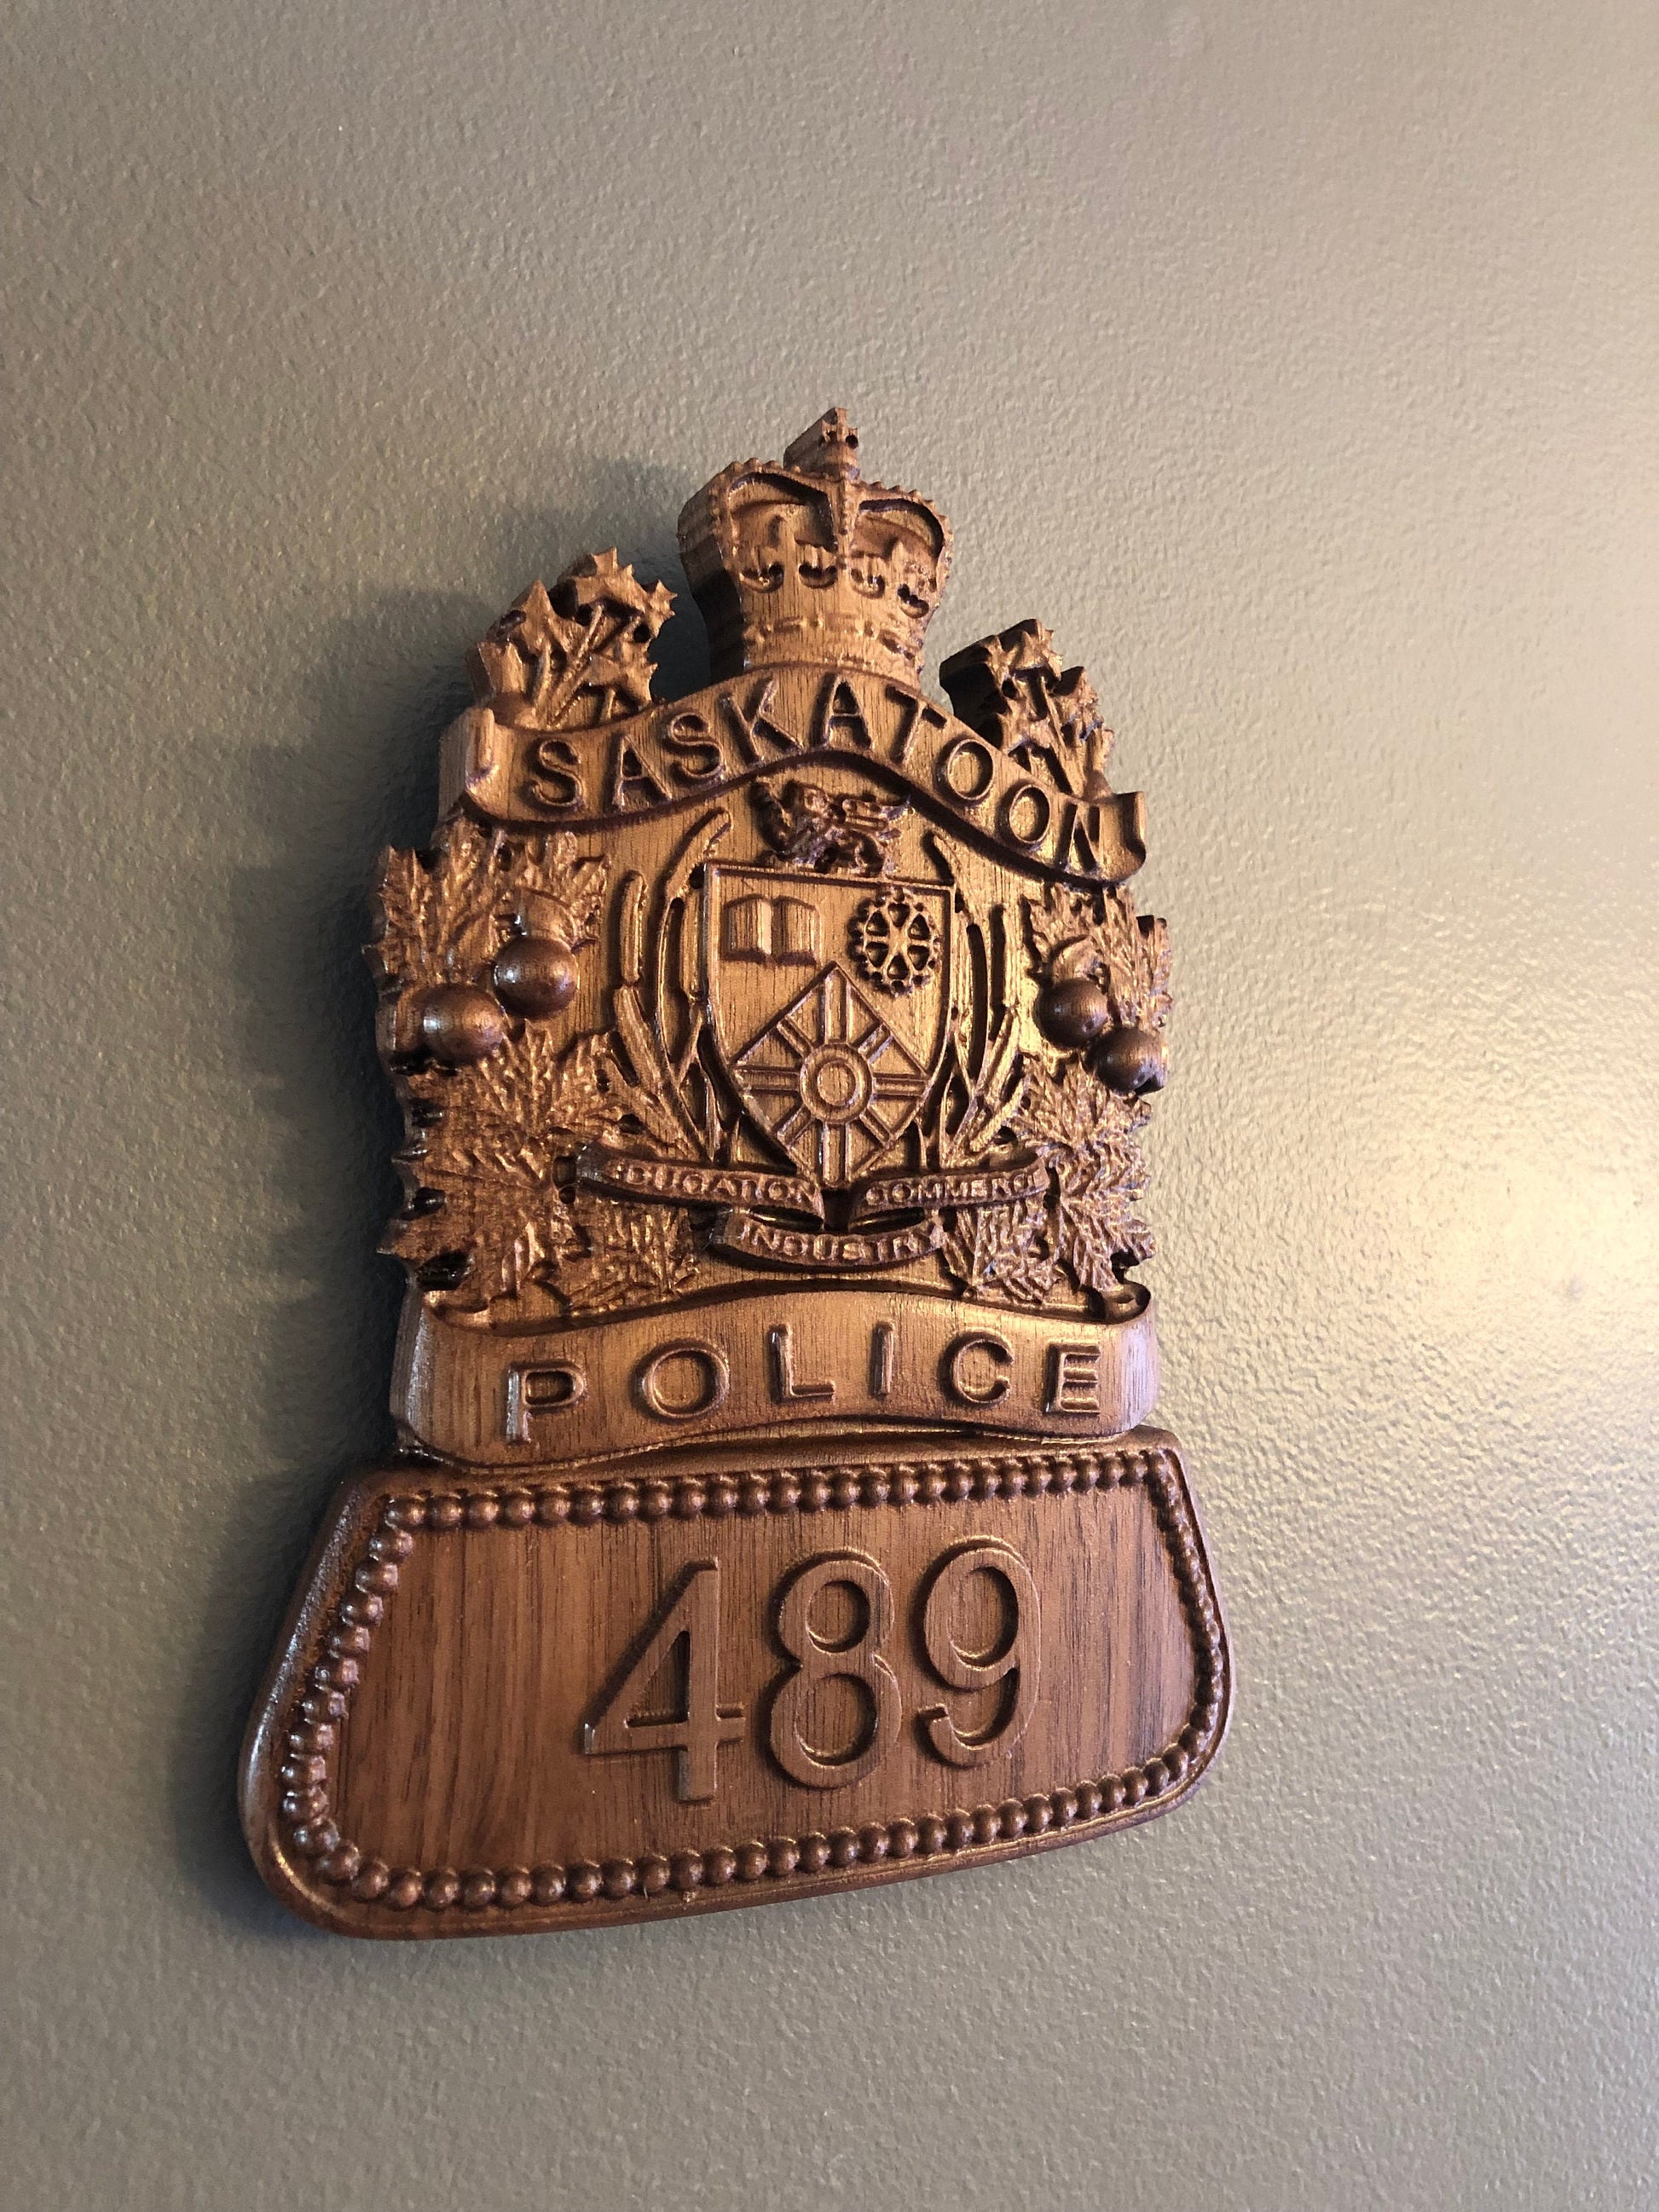 SASKATOON
EDUCATION COMMERCE
INDUSTRY
POLICE
489